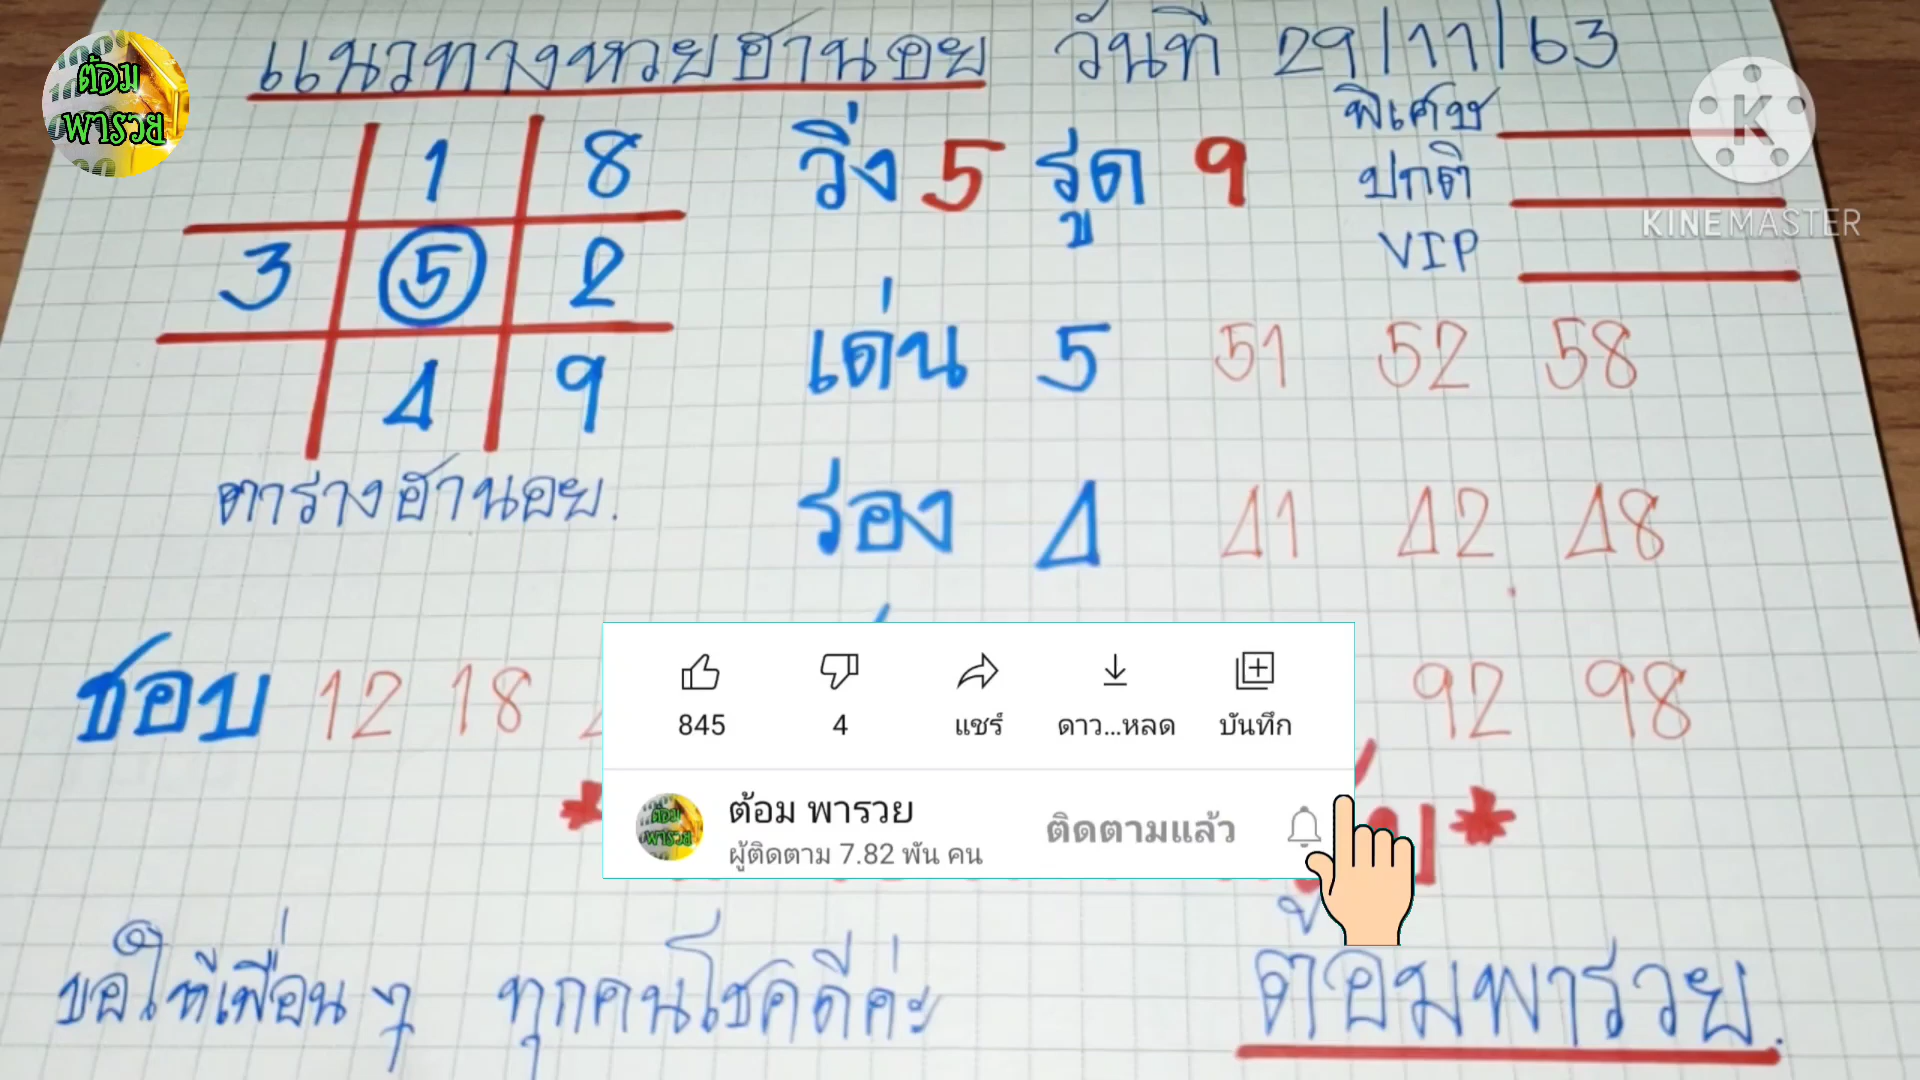 แนวทางหวยฮานอย วันที่ 29/11/63
ต้อม
พารวย
พิเศษ
ปกติ
VIP
KINEMASTER
1 8
3 5 2
4 9
ตารางฮานอย.
วิ่ง 5 รูด 9
เด่น 5 51 52 58
รอง 4 41 42 48
ชอบ 12 18
92 98
845
4
แชร์
ดาว...หลด
บันทึก
ต้อม พารวย
ผู้ติดตาม 7.82 พัน คน
ติดตามแล้ว
ขอให้เพื่อน ๆ ทุกคนโชคดีค่ะ
ต้อมพารวย.